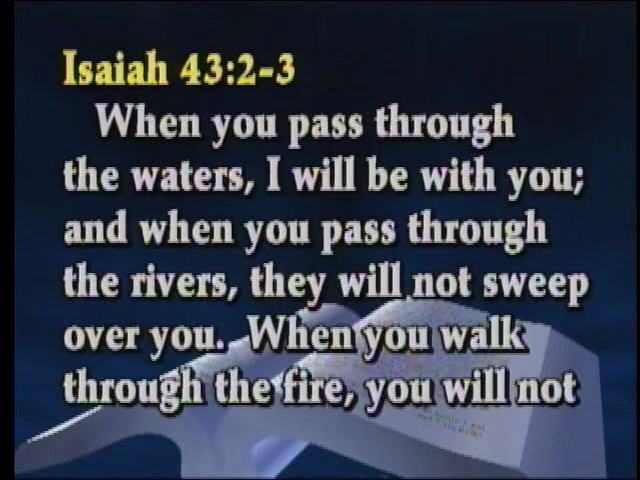 Isaiah 43:2-3
When you pass through
the waters, I will be with you;
and when you pass through
the rivers, they will not sweep
over you. When you walk
through the fire, you will not